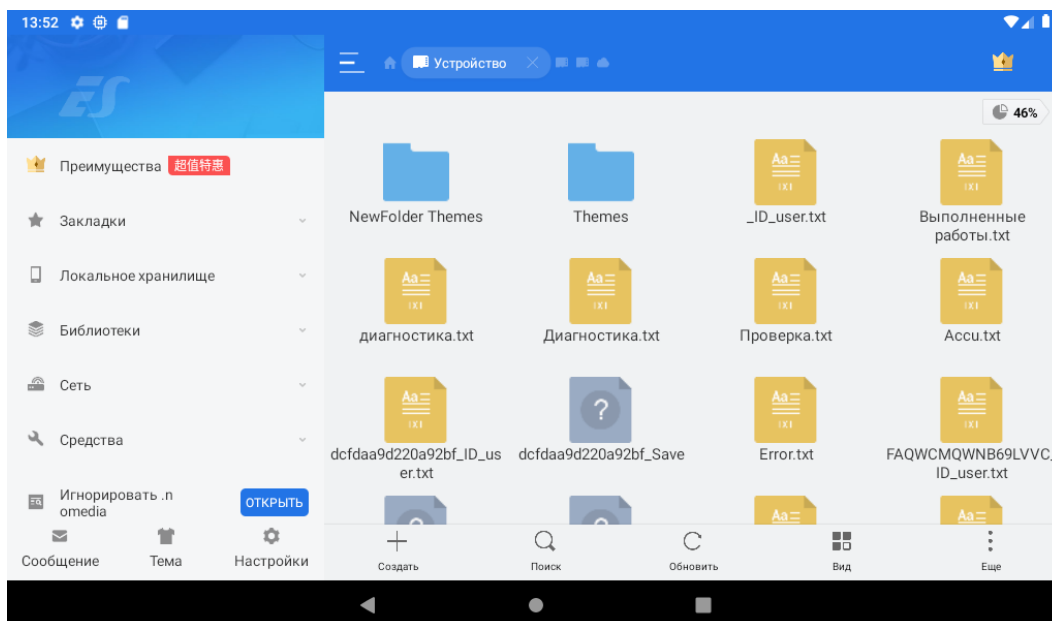 13:52
ES
Устройство
46%
Преимущества 超值特惠
Закладки
Локальное хранилище
Библиотеки
Сеть
Средства
Игнорировать .n
omedia
ОТКРЫТЬ
Сообщение
Тема
Настройки
NewFolder Themes
Themes
_ID_user.txt
Выполненные
работы.txt
диагностика.txt
Диагностика.txt
Проверка.txt
Accu.txt
dcfdaa9d220a92bf_ID_us
er.txt
dcfdaa9d220a92bf_Save
Error.txt
FAQWCMQWNB69LVVC_
ID_user.txt
Создать
Поиск
Обновить
Вид
Еще